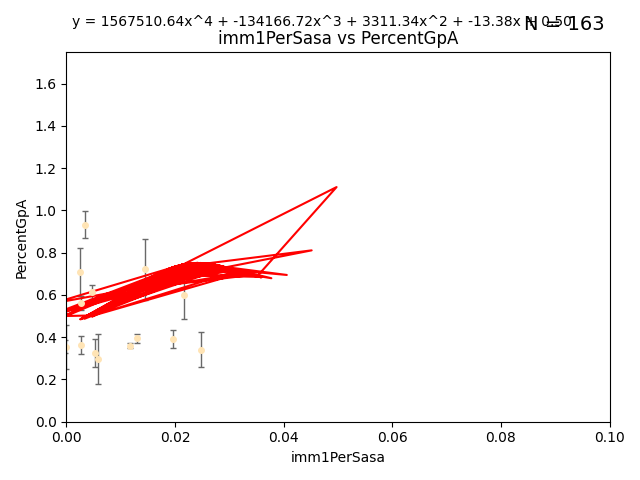 y = 1567510.64x^4 + -134166.72x^3 + 3311.34x^2 + -13.38x + 0.50
N = 163
imm1PerSasa vs PercentGpA
PercentGpA
1.6
1.4
1.2
1.0
0.8
0.6
0.4
0.2
0.0
0.00 0.02 0.04 0.06 0.08 0.10
imm1PerSasa